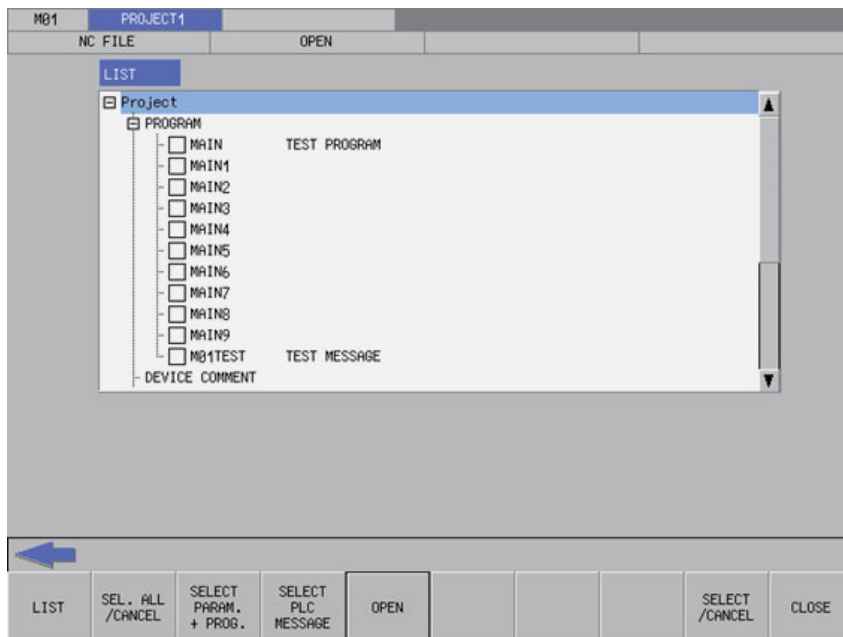 M01 PROJECT1
NC FILE OPEN
LIST
Project
PROGRAM
MAIN TEST PROGRAM
MAIN1
MAIN2
MAIN3
MAIN4
MAIN5
MAIN6
MAIN7
MAIN8
MAIN9
M01TEST TEST MESSAGE
DEVICE COMMENT
LIST
SEL. ALL
/CANCEL
SELECT
PARAM.
+ PROG.
SELECT
PLC
MESSAGE
OPEN
SELECT
/CANCEL
CLOSE